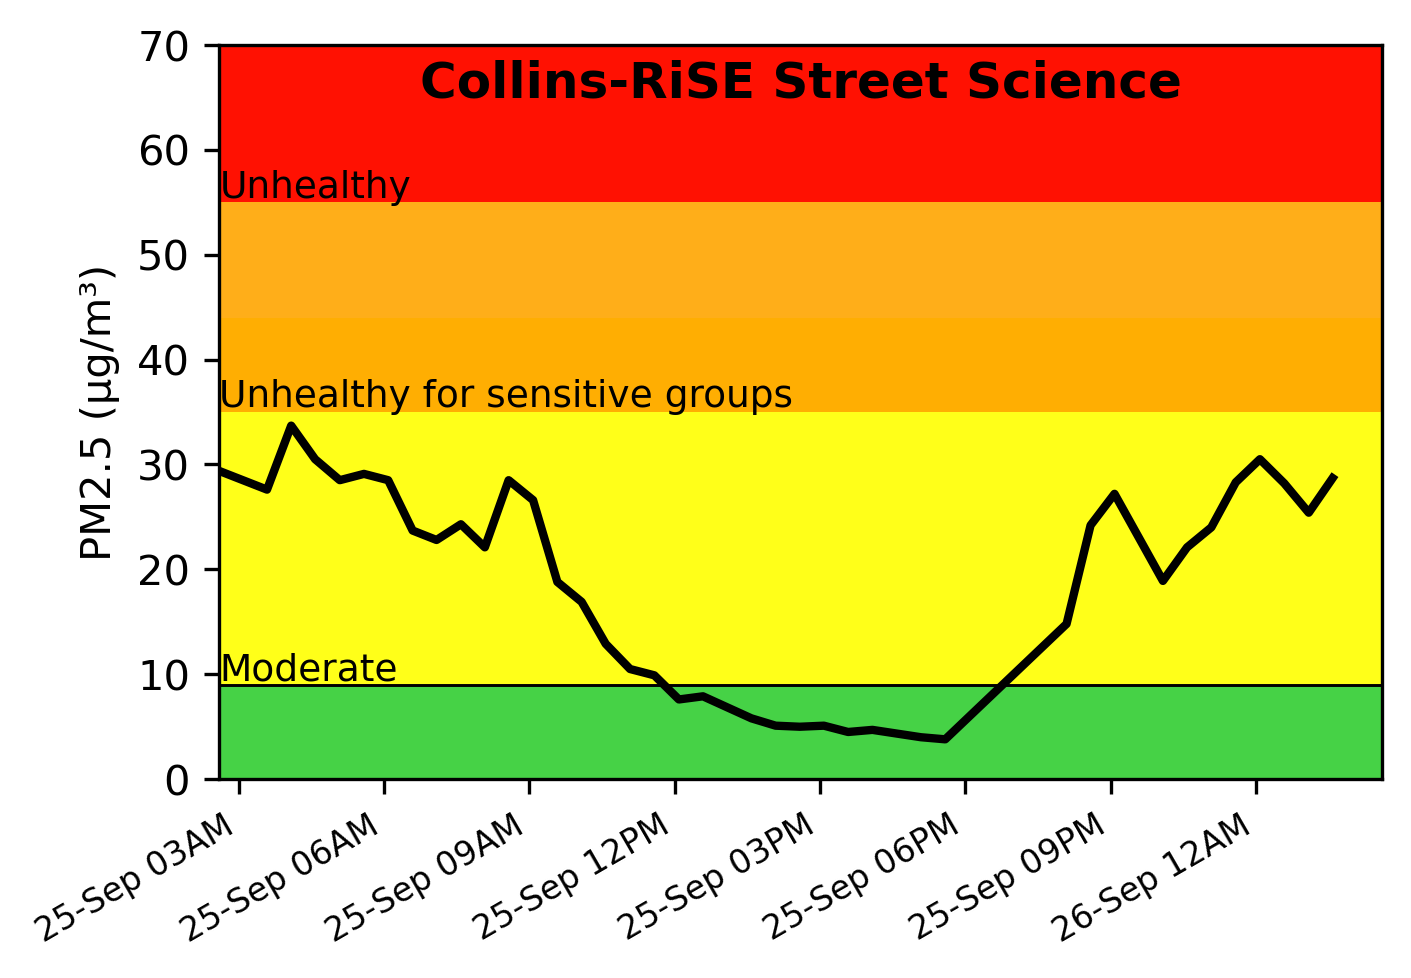 Collins-RiSE Street Science
70
60
50
40
30
20
10
0
PM2.5 (µg/m³)
Unhealthy
Unhealthy for sensitive groups
Moderate
25-Sep 03AM
25-Sep 06AM
25-Sep 09AM
25-Sep 12PM
25-Sep 03PM
25-Sep 06PM
25-Sep 09PM
26-Sep 12AM